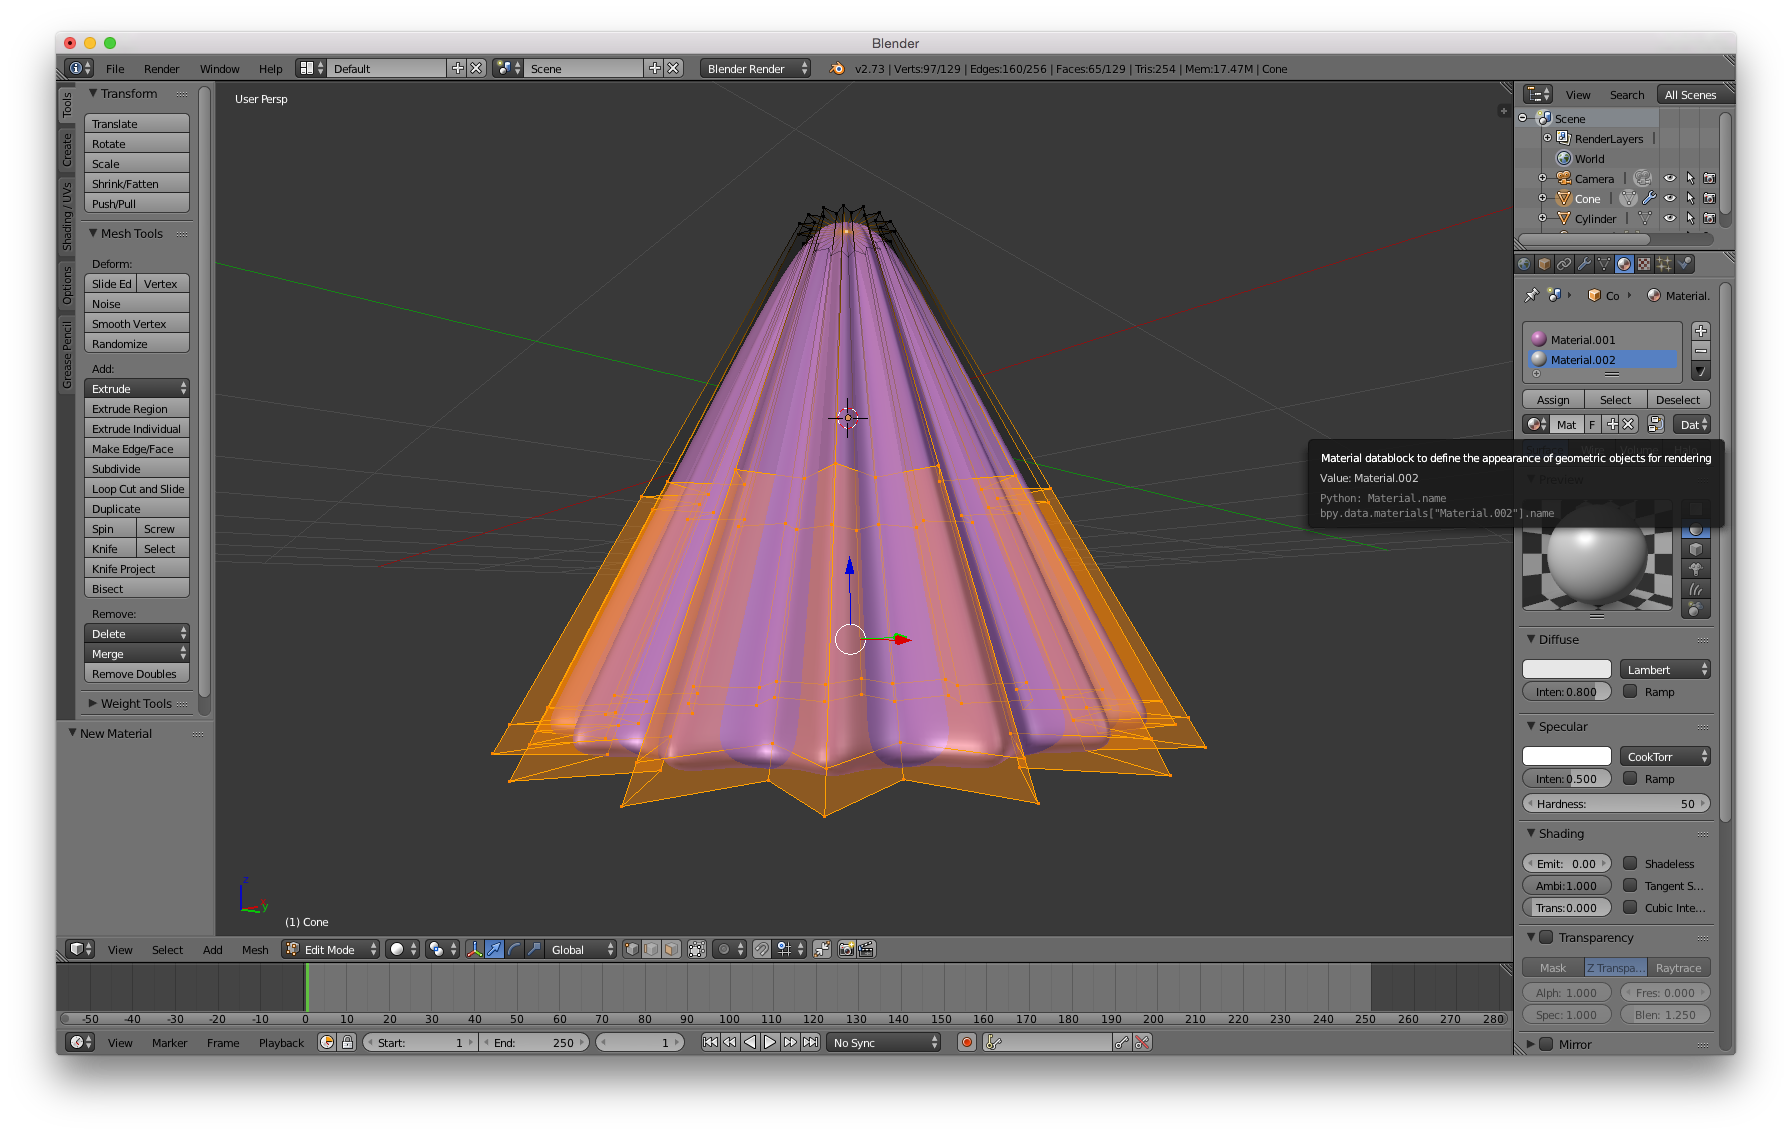 Blender
File Render Window Help Default Scene Blender Render v2.73 | Verts:97/129 | Edges:160/256 | Faces:65/129 | Tris:254 | Mem:17.47M | Cone
Tools
Create
Shading / UVs
Options
Grease Pencil
Transform
Translate
Rotate
Scale
Shrink/Fatten
Push/Pull
Mesh Tools
Deform:
Slide Ed Vertex
Noise
Smooth Vertex
Randomize
Add:
Extrude
Extrude Region
Extrude Individual
Make Edge/Face
Subdivide
Loop Cut and Slide
Duplicate
Spin Screw
Knife Select
Knife Project
Bisect
Remove:
Delete
Merge
Remove Doubles
Weight Tools
New Material
User Persp
z
y
(1) Cone
View Search All Scenes
Scene
RenderLayers
World
Camera
Cone
Cylinder
Co Material.
Material.001
Material.002
Assign Select Deselect
Mat F Dat
Material datablock to define the appearance of geometric objects for rendering
Value: Material.002
Python: Material.name
bpy.data.materials["Material.002"].name
Preview
Diffuse
Lambert
Inten: 0.800 Ramp
Specular
CookTorr
Inten: 0.500 Ramp
Hardness: 50
Shading
Emit: 0.00 Shadeless
Ambi: 1.000 Tangent S...
Trans: 0.000 Cubic Inte...
Transparency
Mask Z Transpa... Raytrace
Alph: 1.000 Fres: 0.000
Spec: 1.000 Blen: 1.250
Mirror
View Select Add Mesh Edit Mode Global
-50 -40 -30 -20 -10 0 10 20 30 40 50 60 70 80 90 100 110 120 130 140 150 160 170 180 190 200 210 220 230 240 250 260 270 280
View Marker Frame Playback Start: 1 End: 250 1 No Sync